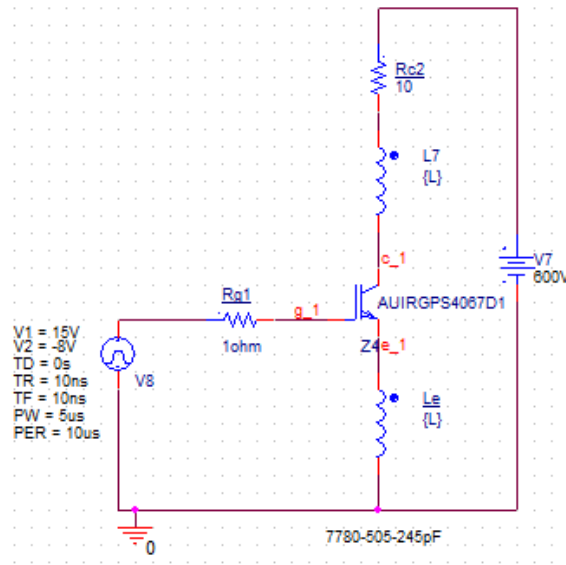 Rc2
10
L7
{L}
c_1
V7
600V
AUIRGPS4067D1
Rg1
g_1
1ohm
Z4
e_1
V1 = 15V
V2 = -8V
TD = 0s
TR = 10ns
TF = 10ns
PW = 5us
PER = 10us
V8
Le
{L}
0
7780-505-245pF